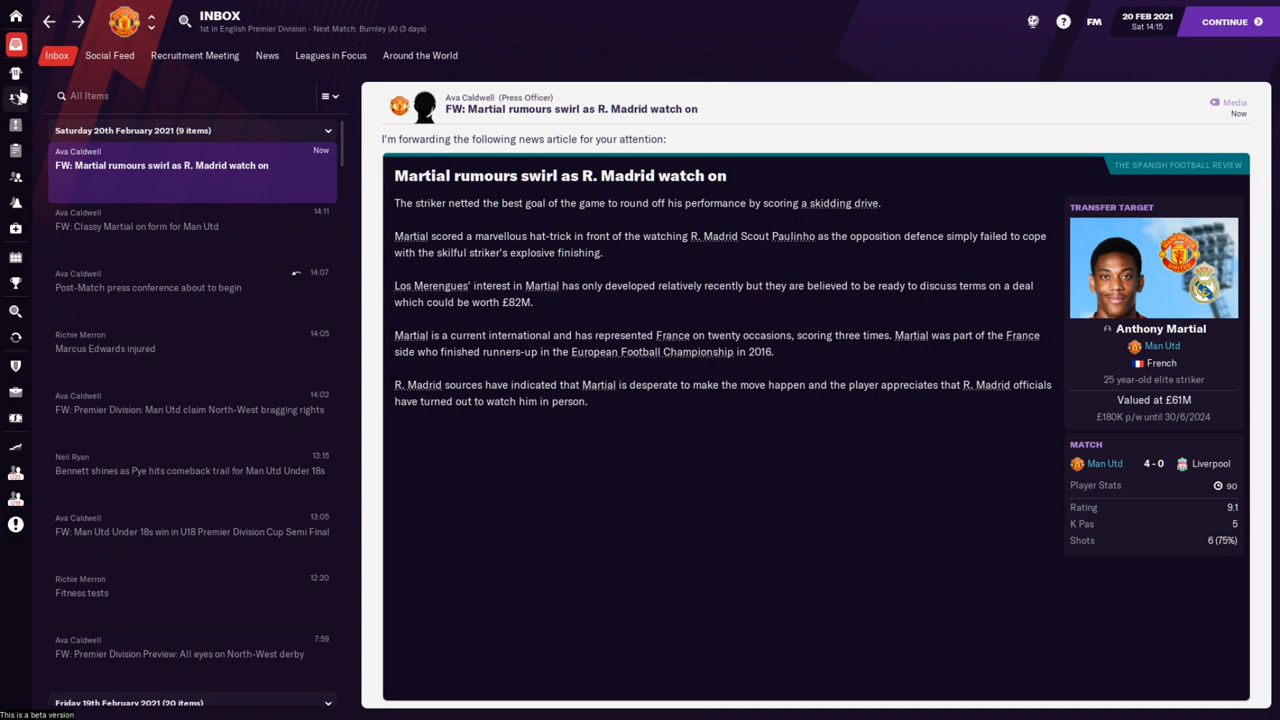 INBOX
1st in English Premier Division - Next Match: Burnley (A) (3 days)
?
FM
20 FEB 2021
Sat 14:15
CONTINUE
Inbox
Social Feed
Recruitment Meeting
News
Leagues in Focus
Around the World
All Items
Saturday 20th February 2021 (9 items)
Ava Caldwell
Now
FW: Martial rumours swirl as R. Madrid watch on
Ava Caldwell
14:11
FW: Classy Martial on form for Man Utd
Ava Caldwell
14:07
Post-Match press conference about to begin
Richie Merron
14:05
Marcus Edwards injured
Ava Caldwell
14:02
FW: Premier Division: Man Utd claim North-West bragging rights
Neil Ryan
13:15
Bennett shines as Pye hits comeback trail for Man Utd Under 18s
Ava Caldwell
13:05
FW: Man Utd Under 18s win in U18 Premier Division Cup Semi Final
Richie Merron
12:20
Fitness tests
Ava Caldwell
7:59
FW: Premier Division Preview: All eyes on North-West derby
Friday 19th February 2021 (20 items)
This is a beta version
Ava Caldwell (Press Officer)
FW: Martial rumours swirl as R. Madrid watch on
Media
Now
I'm forwarding the following news article for your attention:
THE SPANISH FOOTBALL REVIEW
Martial rumours swirl as R. Madrid watch on
The striker netted the best goal of the game to round off his performance by scoring a skidding drive.
Martial scored a marvellous hat-trick in front of the watching R. Madrid Scout Paulinho as the opposition defence simply failed to cope
with the skilful striker's explosive finishing.
Los Merengues' interest in Martial has only developed relatively recently but they are believed to be ready to discuss terms on a deal
which could be worth £82M.
Martial is a current international and has represented France on twenty occasions, scoring three times. Martial was part of the France
side who finished runners-up in the European Football Championship in 2016.
R. Madrid sources have indicated that Martial is desperate to make the move happen and the player appreciates that R. Madrid officials
have turned out to watch him in person.
TRANSFER TARGET
Anthony Martial
Man Utd
French
25 year-old elite striker
Valued at £61M
£180K p/w until 30/6/2024
MATCH
Man Utd
4 - 0
Liverpool
Player Stats
90
Rating
9.1
K Pas
5
Shots
6 (75%)